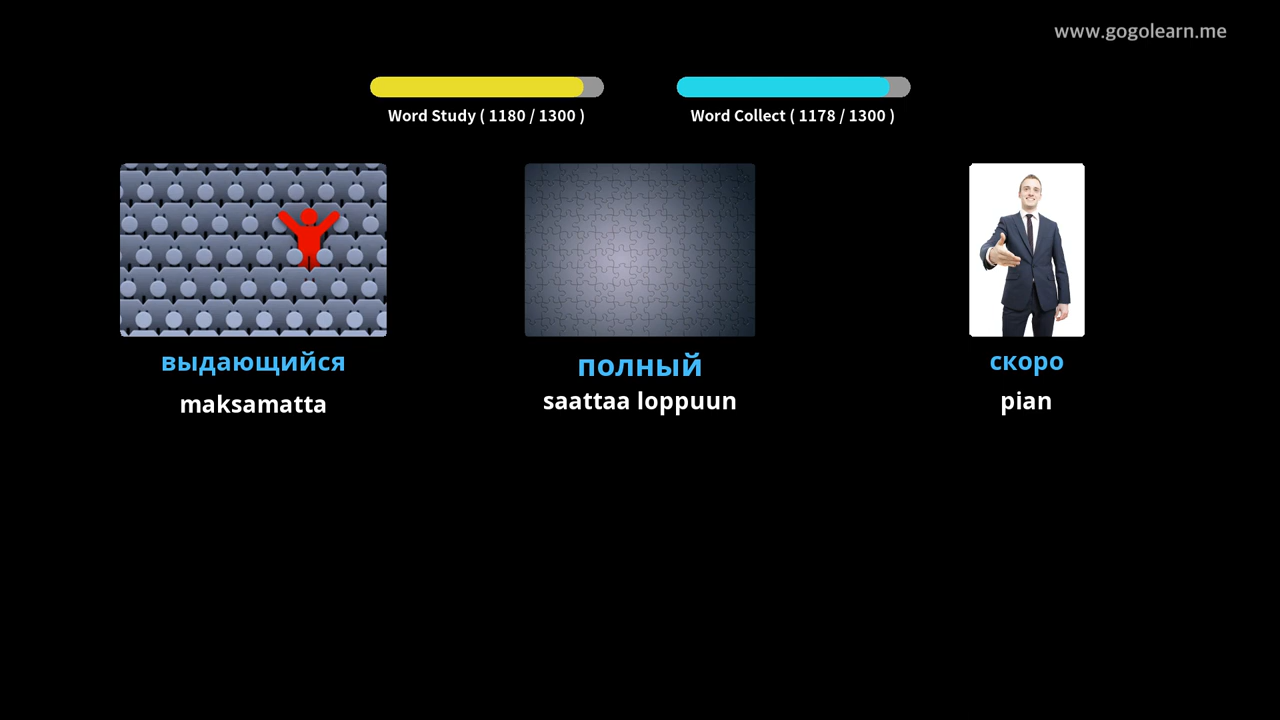 www.gogolearn.me
Word Study ( 1180 / 1300 )
Word Collect ( 1178 / 1300 )
выдающийся
maksamatta
полный
saattaa loppuun
скоро
pian